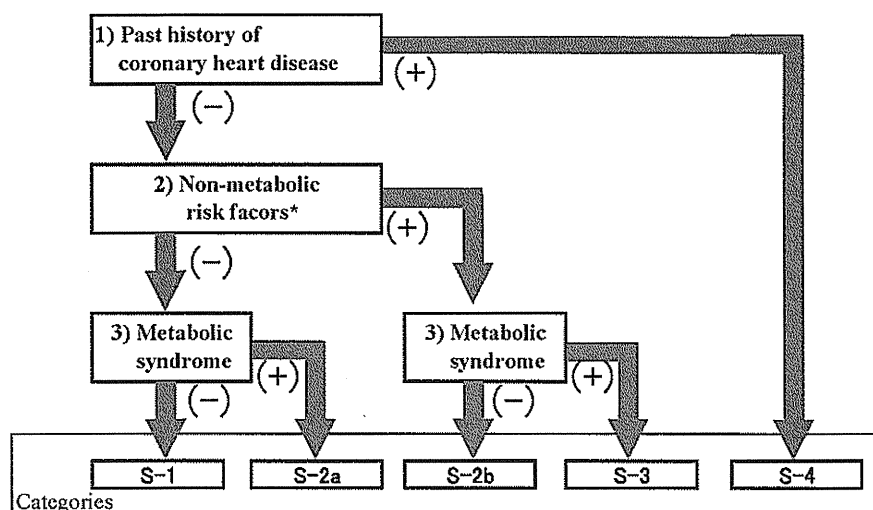 1) Past history of
coronary heart disease
(+)
(−)
2) Non-metabolic
risk facors*
(+)
(−)
3) Metabolic
syndrome
(+)
(−)
3) Metabolic
syndrome
(+)
(−)
S-1
S-2a
S-2b
S-3
S-4
Categories